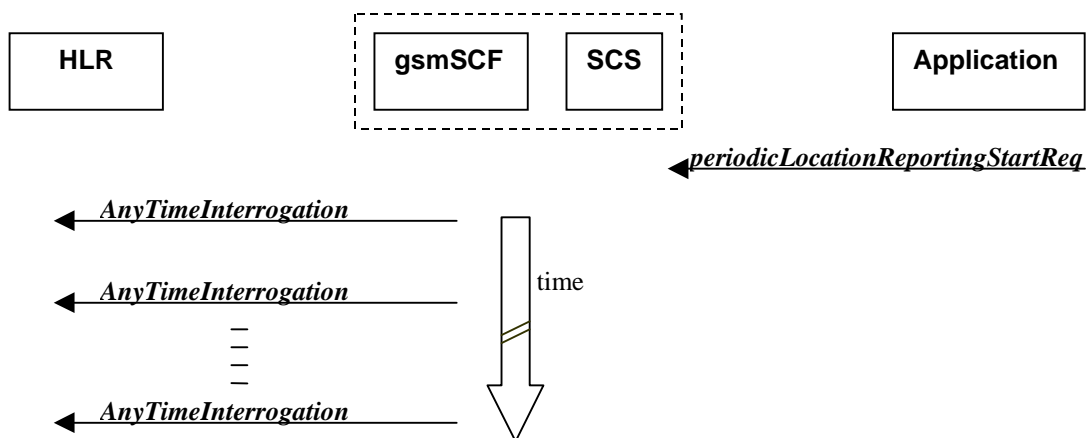 HLR
gsmSCF
SCS
Application
periodicLocationReportingStartReq
AnyTimeInterrogation
time
AnyTimeInterrogation
AnyTimeInterrogation